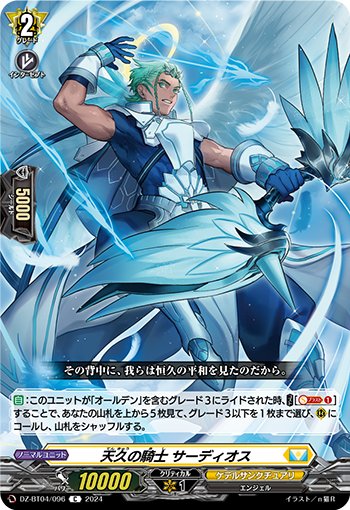 2
グレード
インターセプト
5000
シールド
その背中に、我らは恒久の平和を見たのだから。
自：このユニットが「オールデン」を含むグレード3にライドされた時、[ブラスト1]
することで、あなたの山札を上から5枚見て、グレード3以下を1枚まで選び、Ⓡに
コールし、山札をシャッフルする。
ノーマルユニット
天久の騎士 サーディオス
パワー 10000
クリティカル
1
ケテルサンクチュアリ
エンジェル
DZ-BT04/096 C 2024
イラスト/n猫R